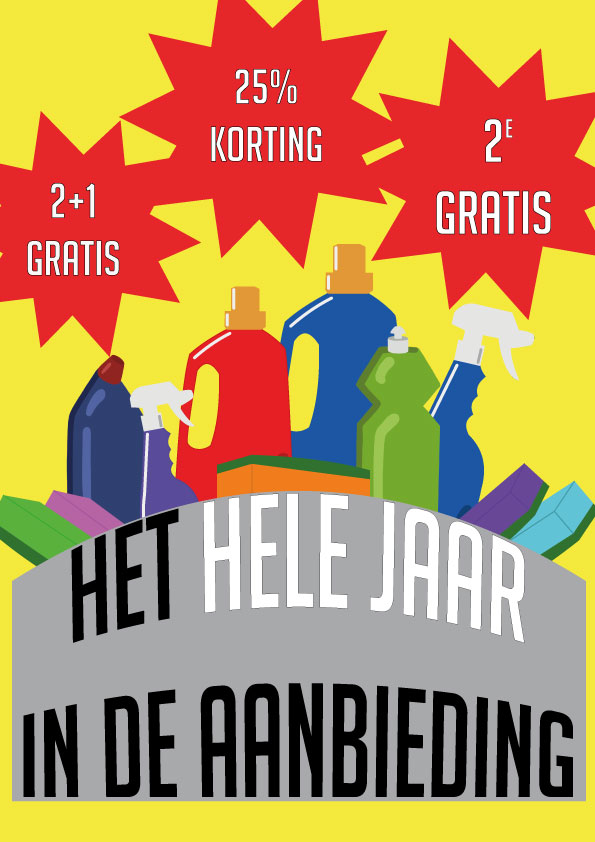 25%
KORTING
2E
GRATIS
2+1
GRATIS
HET HELE JAAR
IN DE AANBIEDING